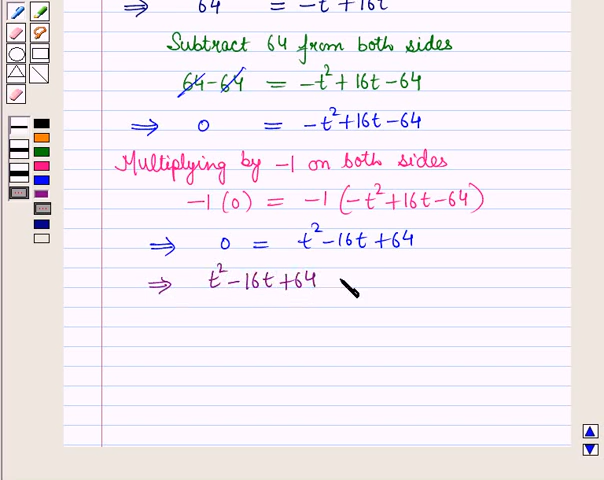 ⇒ 64 = -t² + 16t
Subtract 64 from both sides
64 - 64 = -t² + 16t - 64
⇒ 0 = -t² + 16t - 64
Multiplying by -1 on both sides
-1 (0) = -1 (-t² + 16t - 64)
⇒ 0 = t² - 16t + 64
⇒ t² - 16t + 64